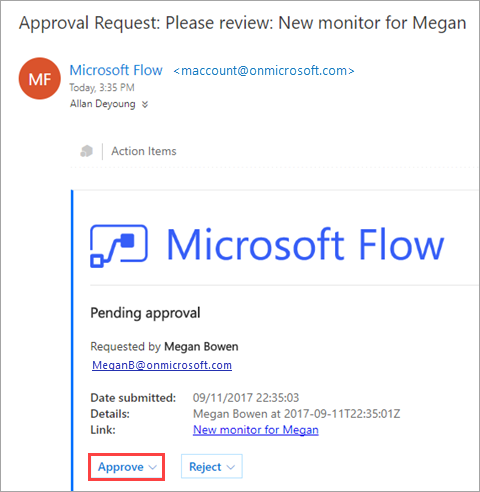 Approval Request: Please review: New monitor for Megan
MF
Microsoft Flow <maccount@onmicrosoft.com>
Today, 3:35 PM
Allan Deyoung
Action Items
Microsoft Flow
Pending approval
Requested by Megan Bowen
MeganB@onmicrosoft.com
Date submitted: 09/11/2017 22:35:03
Details: Megan Bowen at 2017-09-11T22:35:01Z
Link: New monitor for Megan
Approve Reject